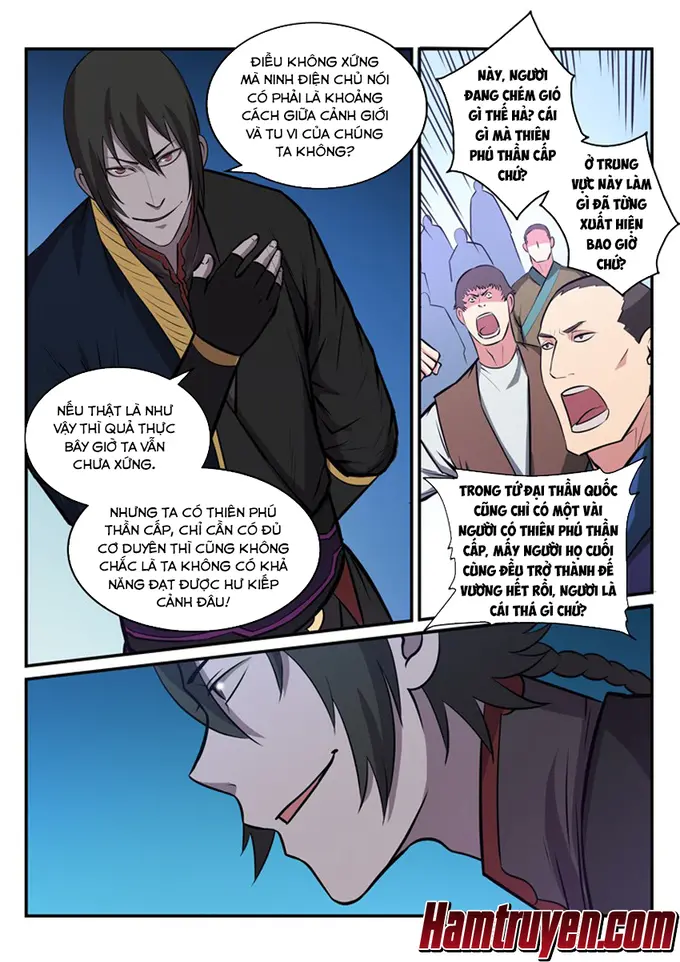 ĐIỀU KHÔNG XỨNG
MÀ NINH ĐIỆN CHỦ NÓI
CÓ PHẢI LÀ KHOẢNG
CÁCH GIỮA CẢNH GIỚI
VÀ TU VI CỦA CHÚNG
TA KHÔNG?
NẾU THẬT LÀ NHƯ
VẬY THÌ QUẢ THỰC
BÂY GIỜ TA VẪN
CHƯA XỨNG.
NHƯNG TA CÓ THIÊN PHÚ
THẦN CẤP, CHỈ CẦN CÓ ĐỦ
CƠ DUYÊN THÌ CŨNG KHÔNG
CHẮC LÀ TA KHÔNG CÓ KHẢ
NĂNG ĐẠT ĐƯỢC HƯ KIẾP
CẢNH ĐÂU!
NÀY, NGƯƠI
ĐANG CHÉM GIÓ
GÌ THẾ HẢ? CÁI
GÌ MÀ THIÊN
PHÚ THẦN CẤP
CHỨ?
Ở TRUNG
VỰC NÀY LÀM
GÌ ĐÃ TỪNG
XUẤT HIỆN
BAO GIỜ
CHỨ?
TRONG TỨ ĐẠI THẦN QUỐC
CŨNG CHỈ CÓ MỘT VÀI
NGƯỜI CÓ THIÊN PHÚ THẦN
CẤP, MẤY NGƯỜI HỌ CUỐI
CÙNG ĐỀU TRỞ THÀNH ĐẾ
VƯƠNG HẾT RỒI, NGƯƠI LÀ
CÁI THÁ GÌ CHỨ?
Hamtruyen.com